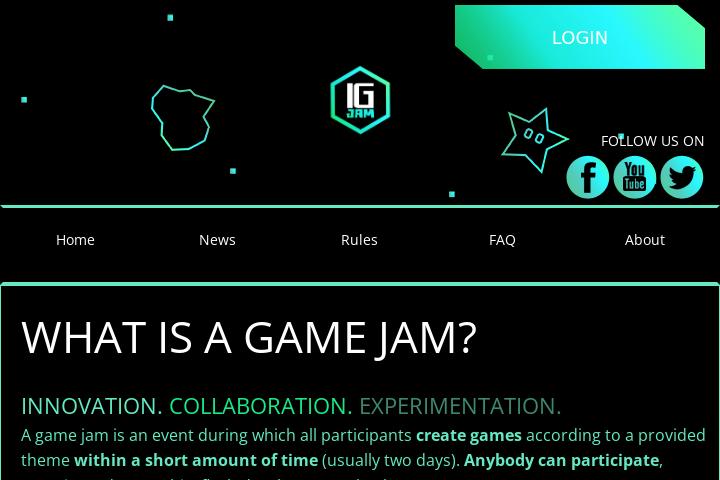 LOGIN
IG
JAM
FOLLOW US ON
You
Tube
Home
News
Rules
FAQ
About
WHAT IS A GAME JAM?
INNOVATION. COLLABORATION. EXPERIMENTATION.
A game jam is an event during which all participants create games according to a provided
theme within a short amount of time (usually two days). Anybody can participate,